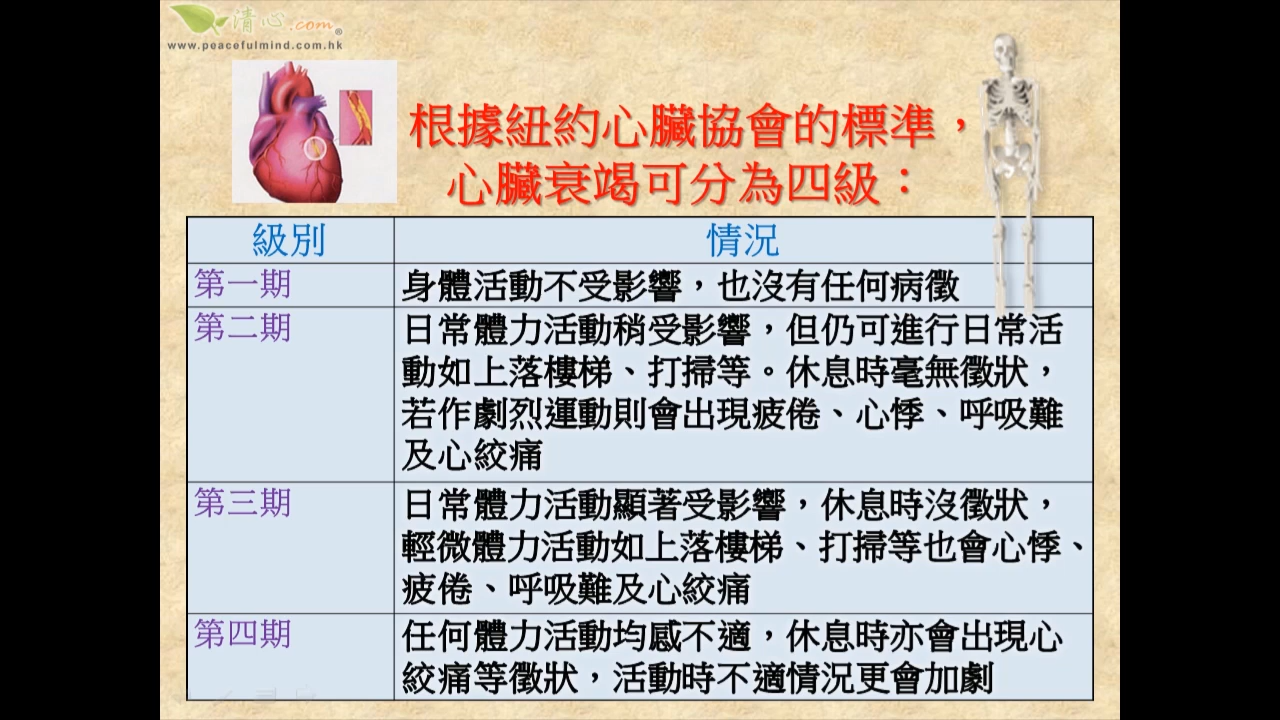 清心.com®
www.peacefulmind.com.hk
根據紐約心臟協會的標準，
心臟衰竭可分為四級：
級別 情況
第一期 身體活動不受影響，也沒有任何病徵
第二期 日常體力活動稍受影響，但仍可進行日常活
動如上落樓梯、打掃等。休息時毫無徵狀，
若作劇烈運動則會出現疲倦、心悸、呼吸難
及心絞痛
第三期 日常體力活動顯著受影響，休息時沒徵狀，
輕微體力活動如上落樓梯、打掃等也會心悸、
疲倦、呼吸難及心絞痛
第四期 任何體力活動均感不適，休息時亦會出現心
絞痛等徵狀，活動時不適情況更會加劇